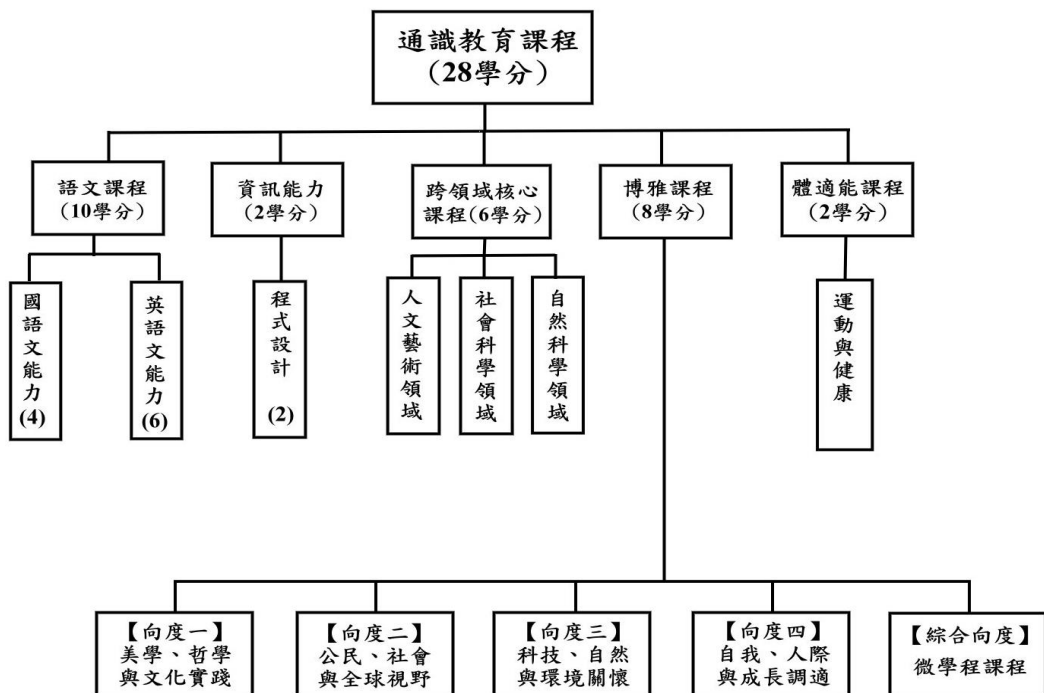 通識教育課程
(28學分)
語文課程
(10學分)
資訊能力
(2學分)
跨領域核心
課程(6學分)
博雅課程
(8學分)
體適能課程
(2學分)
國語文能力(4)
英語文能力(6)
程式設計(2)
人文藝術領域
社會科學領域
自然科學領域
運動與健康
【向度一】
美學、哲學
與文化實踐
【向度二】
公民、社會
與全球視野
【向度三】
科技、自然
與環境關懷
【向度四】
自我、人際
與成長調適
【綜合向度】
微學程課程